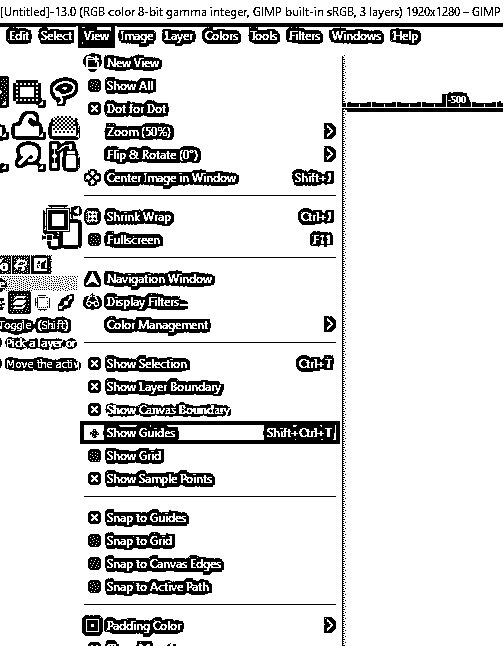 [Untitled]-13.0 (RGB color 8-bit gamma integer, GIMP built-in sRGB, 3 layers) 1920x1280 – GIMP
Edit Select View Image Layer Colors Tools Filters Windows Help
New View
Show All
Dot for Dot
500
Zoom (50%)
Flip & Rotate (0°)
Center Image in Window Shift+J
Shrink Wrap Ctrl+J
Fullscreen F11
Navigation Window
Display Filters...
Color Management
Toggle (Shift)
Pick a layer or
Move the activ
Show Selection Ctrl+T
Show Layer Boundary
Show Canvas Boundary
Show Guides Shift+Ctrl+T
Show Grid
Show Sample Points
Snap to Guides
Snap to Grid
Snap to Canvas Edges
Snap to Active Path
Padding Color